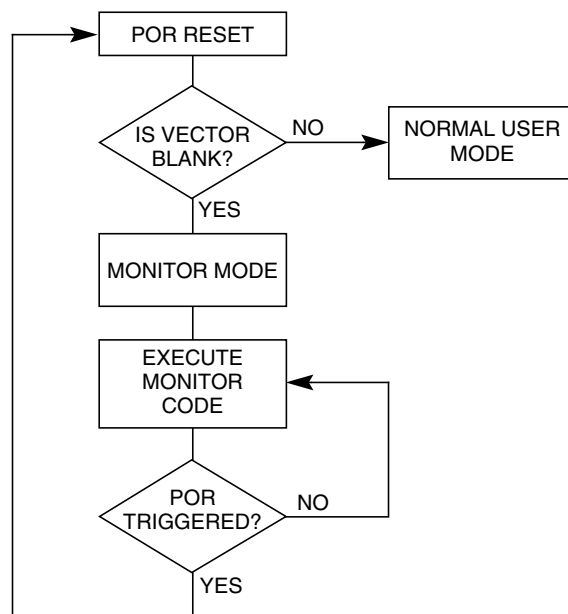 POR RESET
IS VECTOR
BLANK?
NO
NORMAL USER
MODE
YES
MONITOR MODE
EXECUTE
MONITOR
CODE
POR
TRIGGERED?
NO
YES